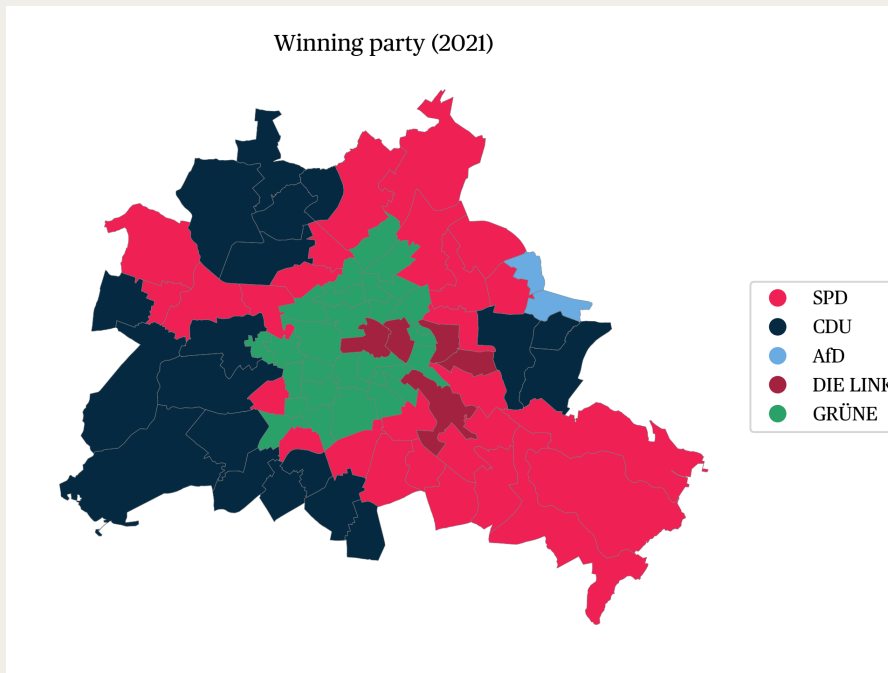 Winning party (2021)
SPD
CDU
AfD
DIE LINK
GRÜNE